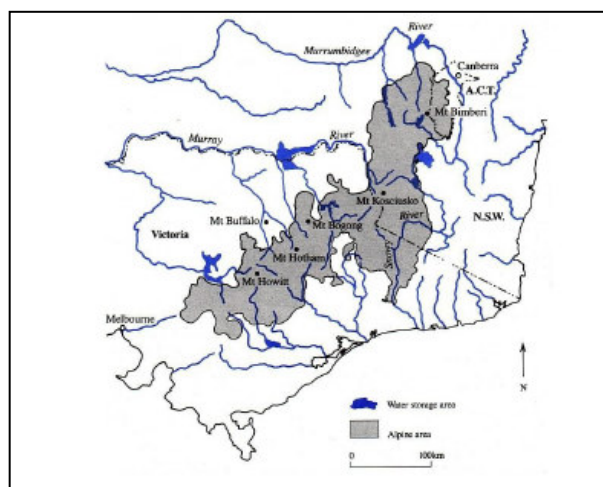 Murrumbidgee River
Canberra
A.C.T.
Mt Bimberi
Murray River
Mt Kosciusko
N.S.W.
Snowy River
Mt Buffalo
Mt Bogong
Victoria
Mt Hotham
Mt Howitt
Melbourne
N
Water storage area
Alpine area
0 100km